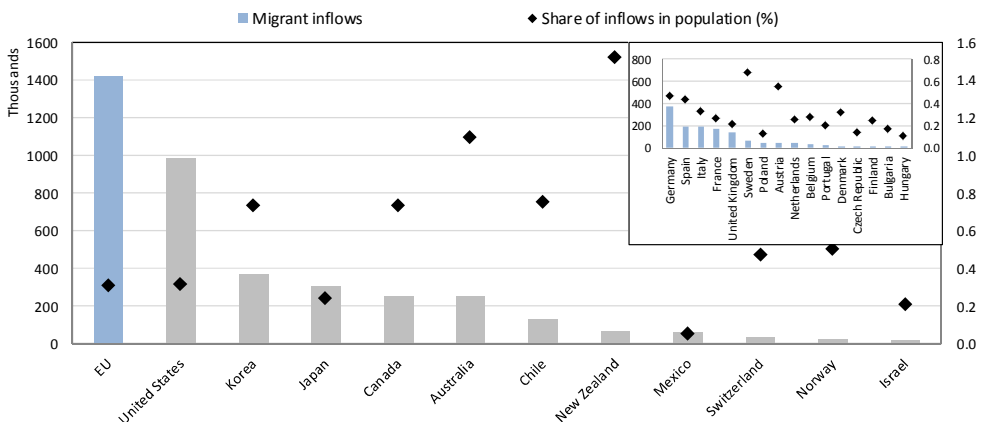 Migrant inflows
Share of inflows in population (%)
Thousands
1600
1400
1200
1000
800
600
400
200
0
1.6
1.4
1.2
1.0
0.8
0.6
0.4
0.2
0.0
EU
United States
Korea
Japan
Canada
Australia
Chile
New Zealand
Mexico
Switzerland
Norway
Israel
800
600
400
200
0
0.8
0.6
0.4
0.2
0.0
Germany
Spain
Italy
France
United Kingdom
Sweden
Poland
Austria
Netherlands
Belgium
Portugal
Denmark
Czech Republic
Finland
Bulgaria
Hungary